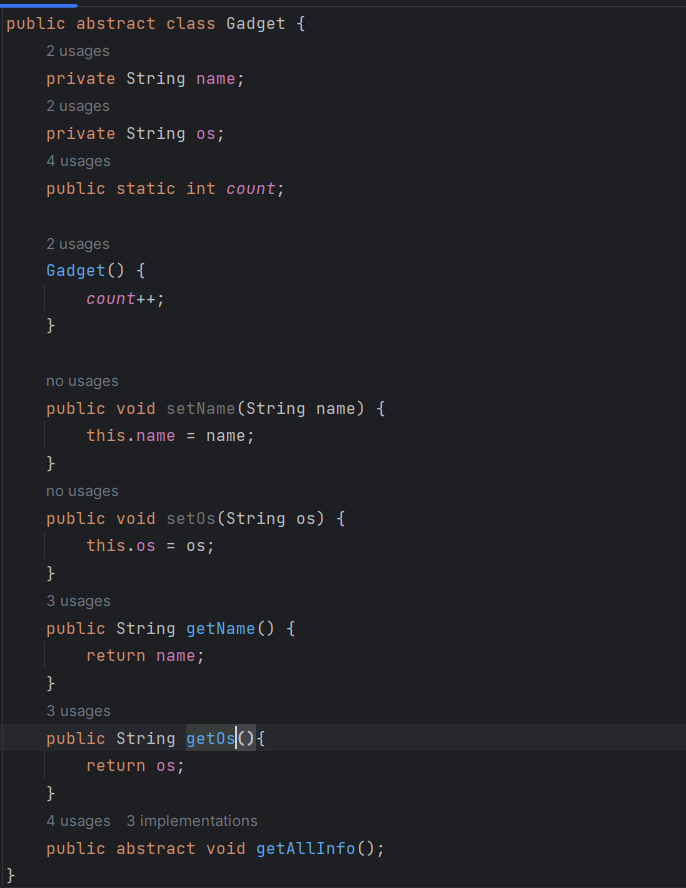 public abstract class Gadget {
2 usages
private String name;
2 usages
private String os;
4 usages
public static int count;
2 usages
Gadget() {
count++;
}
no usages
public void setName(String name) {
this.name = name;
}
no usages
public void setOs(String os) {
this.os = os;
}
3 usages
public String getName() {
return name;
}
3 usages
public String getOs(){
return os;
}
4 usages 3 implementations
public abstract void getAllInfo();
}